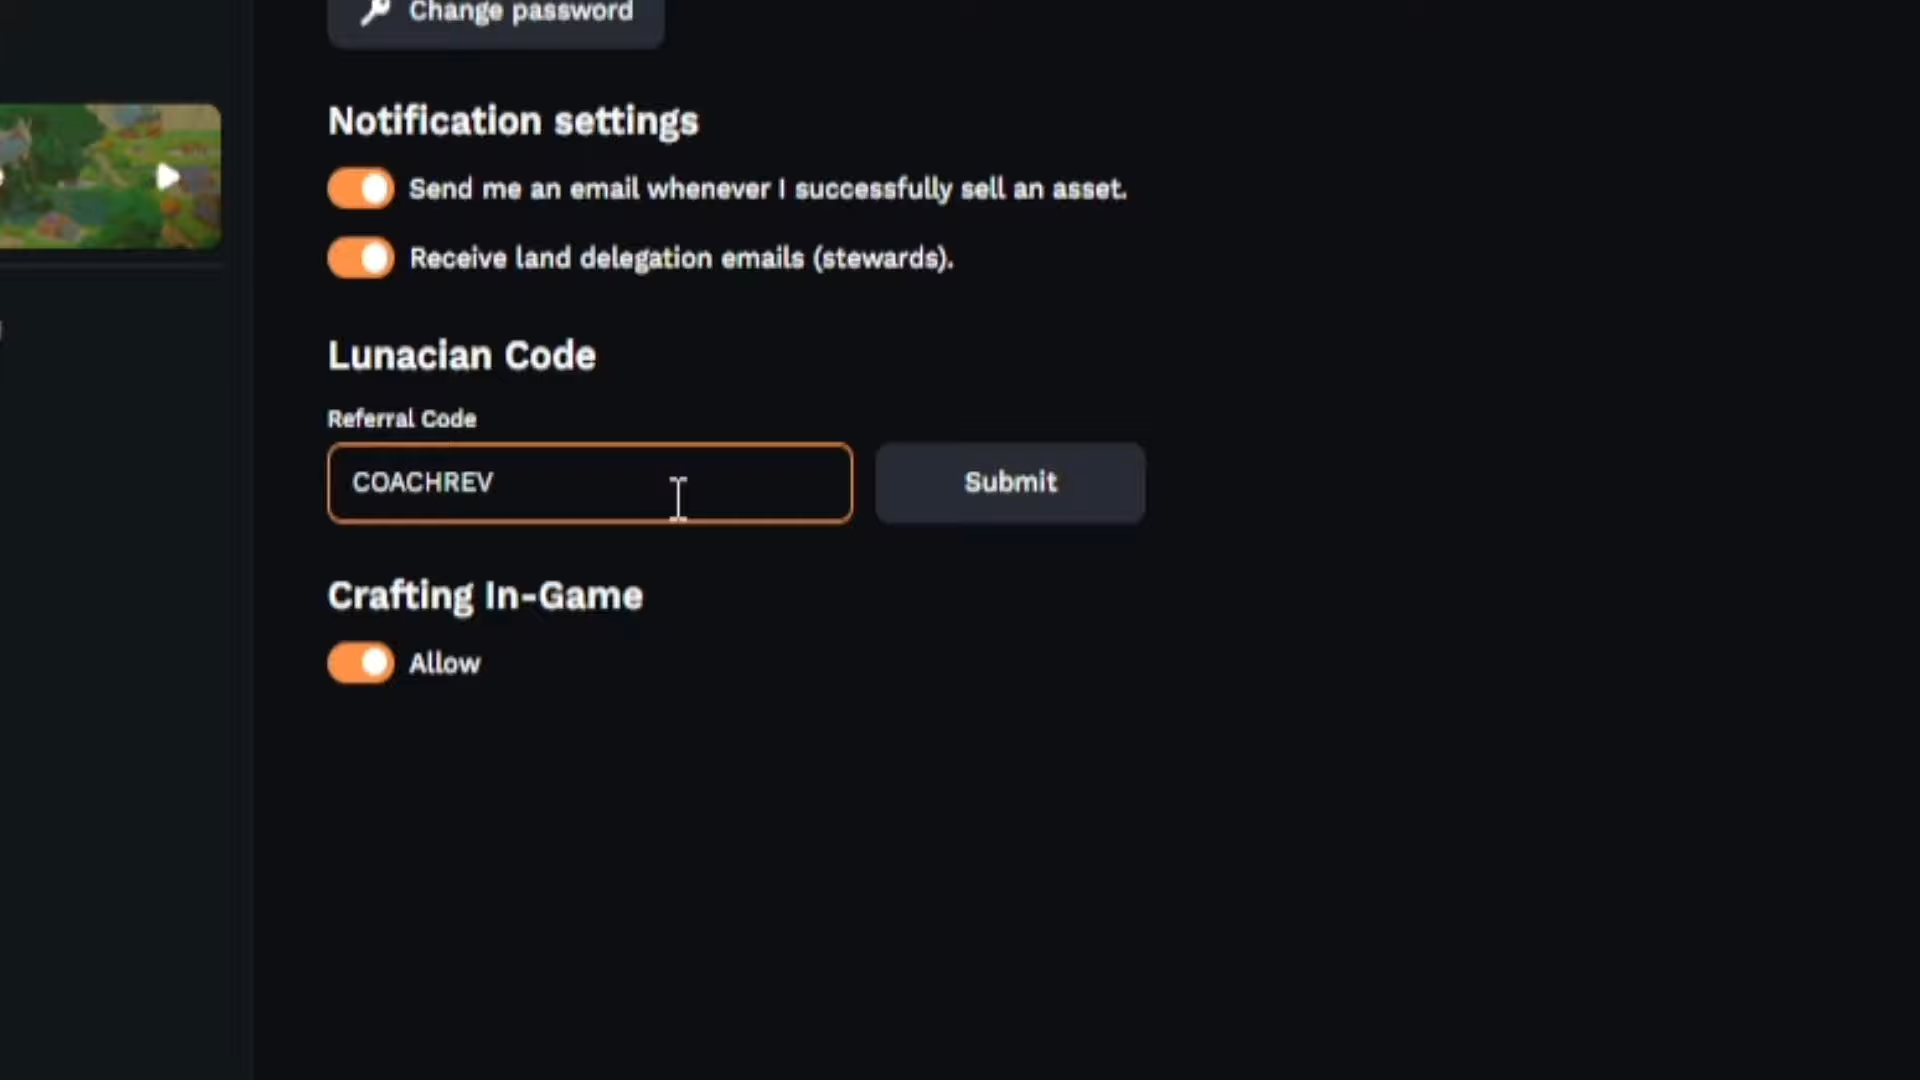 Change password
Notification settings
Send me an email whenever I successfully sell an asset.
Receive land delegation emails (stewards).
Lunacian Code
Referral Code
COACHREV
Submit
Crafting In-Game
Allow